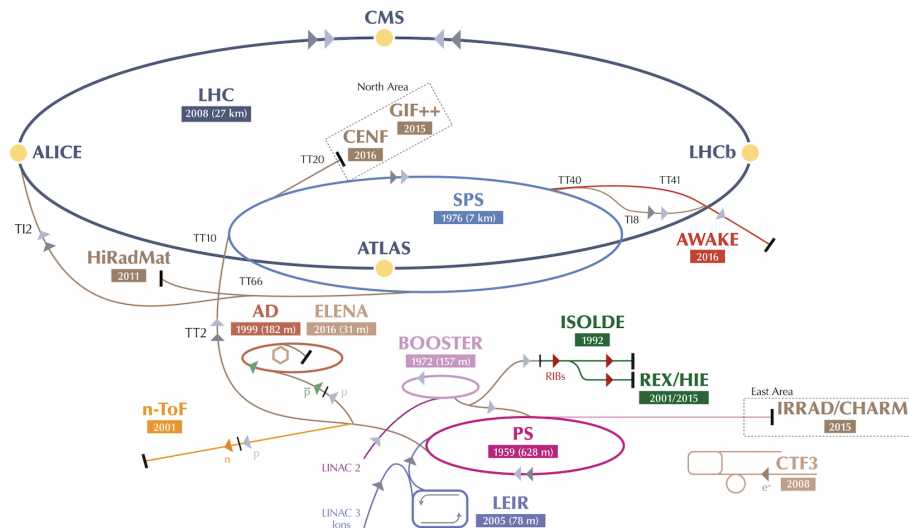 CMS
LHC
2008 (27 km)
North Area
GIF++
2015
CENF
2016
TT20
ALICE
LHCb
TT40
TT41
SPS
1976 (7 km)
TI8
TI2
TT10
ATLAS
AWAKE
2016
HiRadMat
2011
TT66
AD
1999 (182 m)
ELENA
2016 (31 m)
TT2
BOOSTER
1972 (157 m)
ISOLDE
1992
RIBs
REX/HIE
2001/2015
p̅
p
East Area
IRRAD/CHARM
2015
n-ToF
2001
n
p
PS
1959 (628 m)
LINAC 2
CTF3
2008
e-
LEIR
2005 (78 m)
LINAC 3
Ions